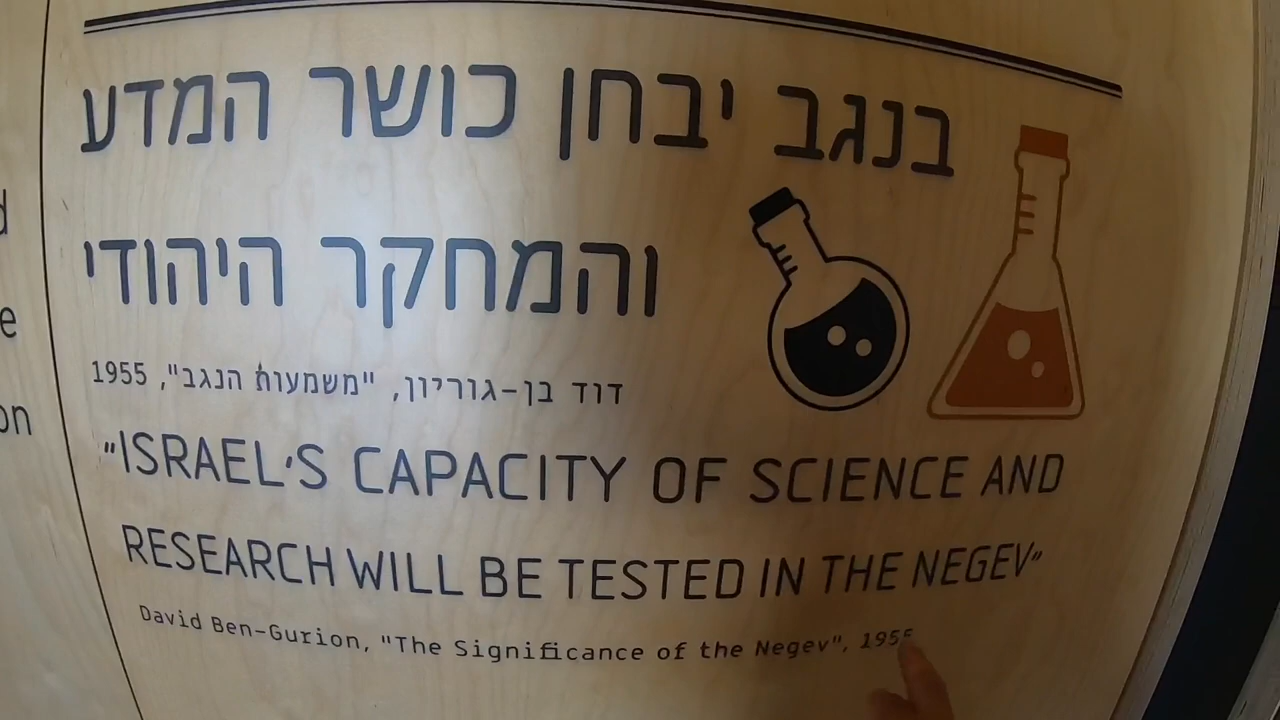 בנגב יבחן כושר המדע
והמחקר היהודי
דוד בן-גוריון, "משמעות הנגב", 1955
"ISRAEL'S CAPACITY OF SCIENCE AND
RESEARCH WILL BE TESTED IN THE NEGEV"
David Ben-Gurion, "The Significance of the Negev", 1955